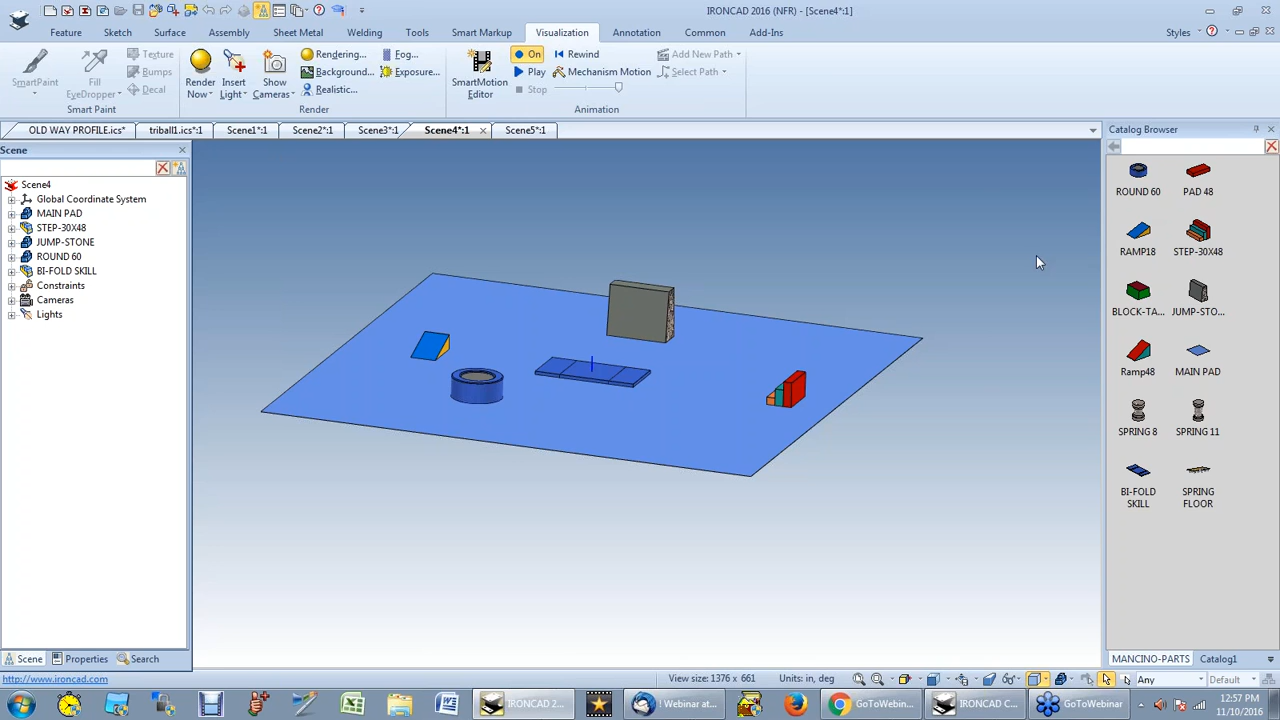 IRONCAD 2016 (NFR) - [Scene4*:1]
Feature Sketch Surface Assembly Sheet Metal Welding Tools Smart Markup Visualization Annotation Common Add-Ins Styles
SmartPaint
Fill EyeDropper
Texture
Bumps
Decal
Smart Paint
Render Now
Insert Light
Show Cameras
Rendering...
Background...
Realistic...
Fog...
Exposure...
Render
SmartMotion Editor
On
Play
Stop
Rewind
Mechanism Motion
Add New Path
Select Path
Animation
OLD WAY PROFILE.ics* triball1.ics*:1 Scene1*:1 Scene2*:1 Scene3*:1 Scene4*:1 Scene5*:1
Scene
Scene4
Global Coordinate System
MAIN PAD
STEP-30X48
JUMP-STONE
ROUND 60
BI-FOLD SKILL
Constraints
Cameras
Lights
Catalog Browser
ROUND 60 PAD 48
RAMP18 STEP-30X48
BLOCK-TA... JUMP-STO...
Ramp48 MAIN PAD
SPRING 8 SPRING 11
BI-FOLD SKILL
SPRING FLOOR
MANCINO-PARTS Catalog1
Scene Properties Search
http://www.ironcad.com
View size:1376 x 661 Units: in, deg Any Default
IRONCAD 2... ! Webinar at... GoToWebin... IRONCAD C... GoToWebin...
12:57 PM
11/10/2016